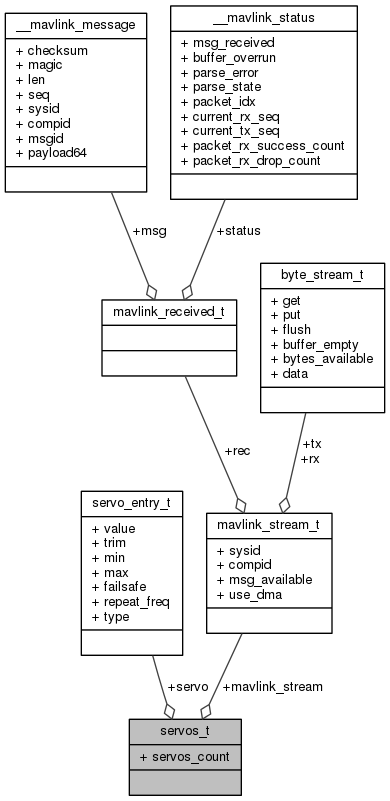 __mavlink_message
+ checksum
+ magic
+ len
+ seq
+ sysid
+ compid
+ msgid
+ payload64
__mavlink_status
+ msg_received
+ buffer_overrun
+ parse_error
+ parse_state
+ packet_idx
+ current_rx_seq
+ current_tx_seq
+ packet_rx_success_count
+ packet_rx_drop_count
+msg
+status
mavlink_received_t
byte_stream_t
+ get
+ put
+ flush
+ buffer_empty
+ bytes_available
+ data
+rec
+tx
+rx
servo_entry_t
+ value
+ trim
+ min
+ max
+ failsafe
+ repeat_freq
+ type
mavlink_stream_t
+ sysid
+ compid
+ msg_available
+ use_dma
+servo
+mavlink_stream
servos_t
+ servos_count